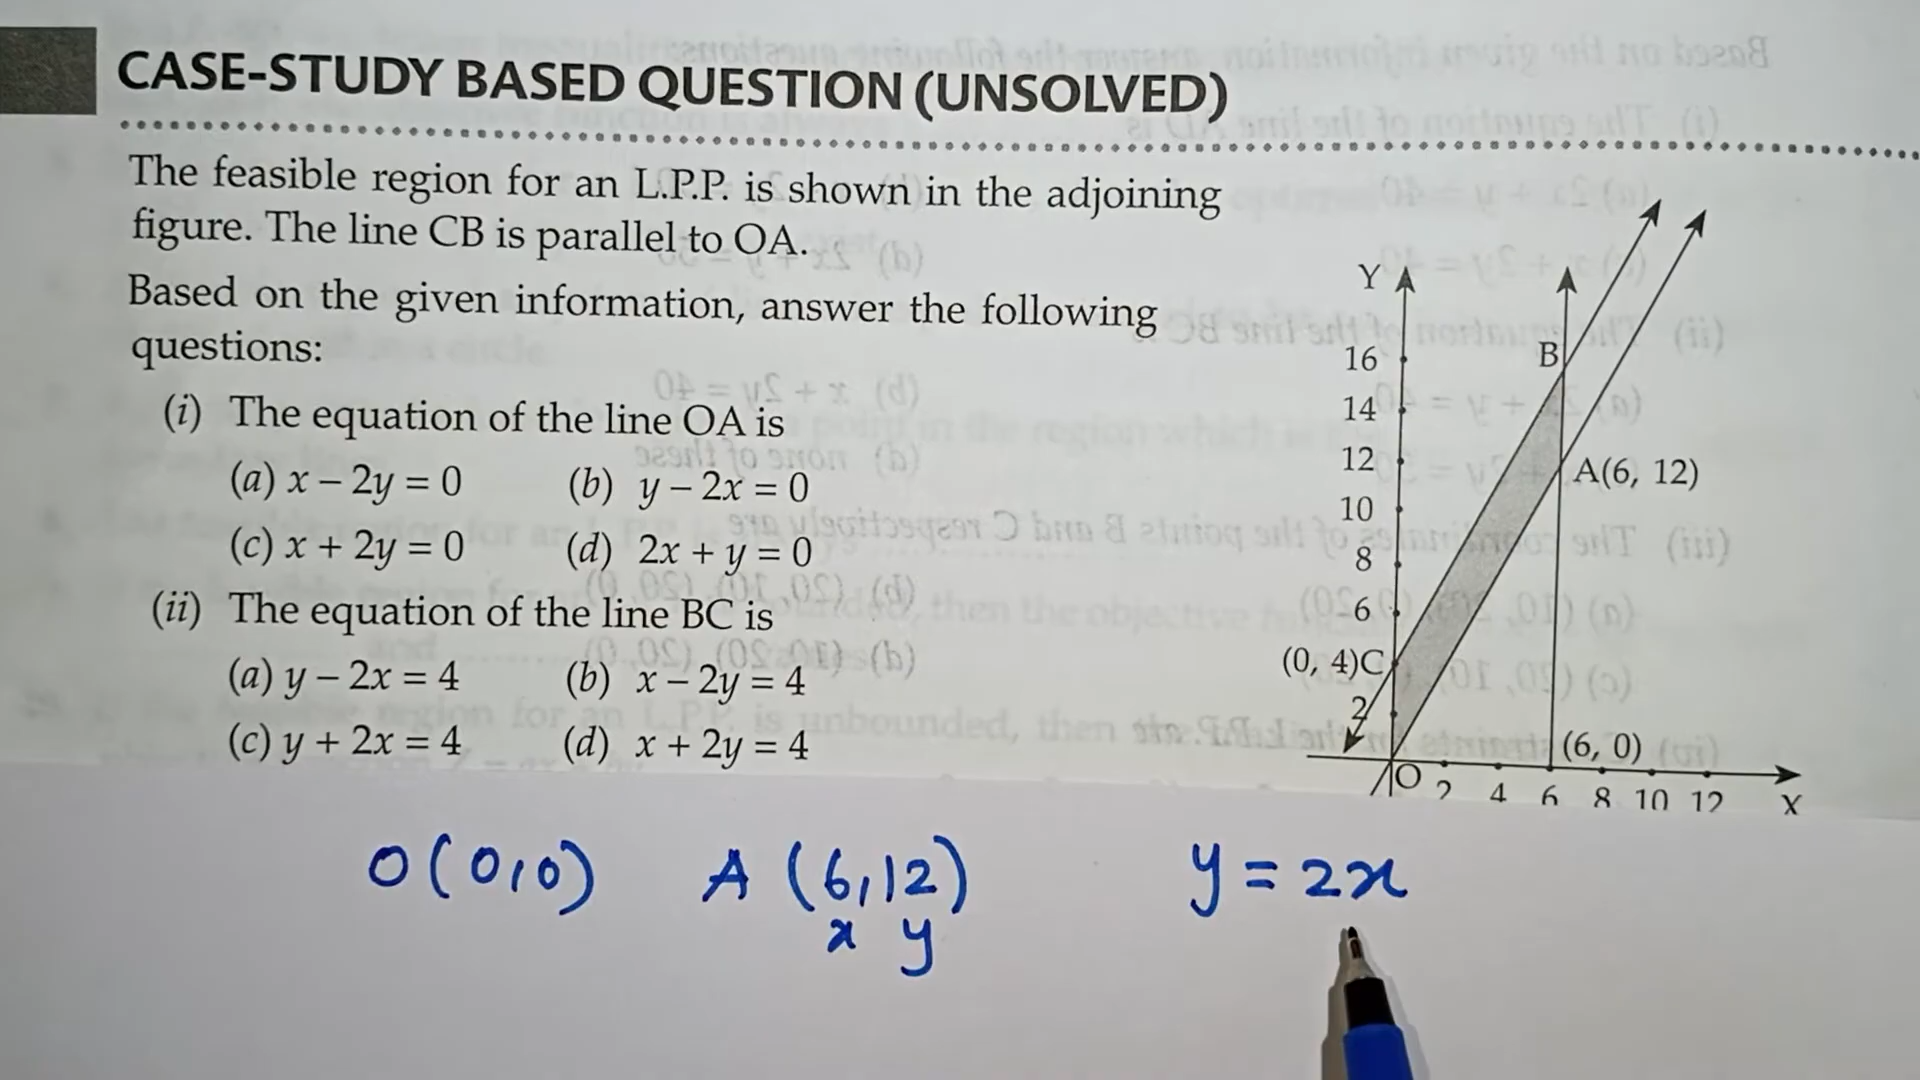 CASE-STUDY BASED QUESTION (UNSOLVED)
The feasible region for an L.P.P. is shown in the adjoining
figure. The line CB is parallel to OA.
Based on the given information, answer the following
questions:
(i) The equation of the line OA is
(a) x – 2y = 0 (b) y – 2x = 0
(c) x + 2y = 0 (d) 2x + y = 0
(ii) The equation of the line BC is
(a) y – 2x = 4 (b) x – 2y = 4
(c) y + 2x = 4 (d) x + 2y = 4
Y
16
B
14
12
A(6, 12)
10
8
6
(0, 4)C
2
(6, 0)
O 2 4 6 8 10 12 X
O(0,0) A (6,12) y = 2x
x y